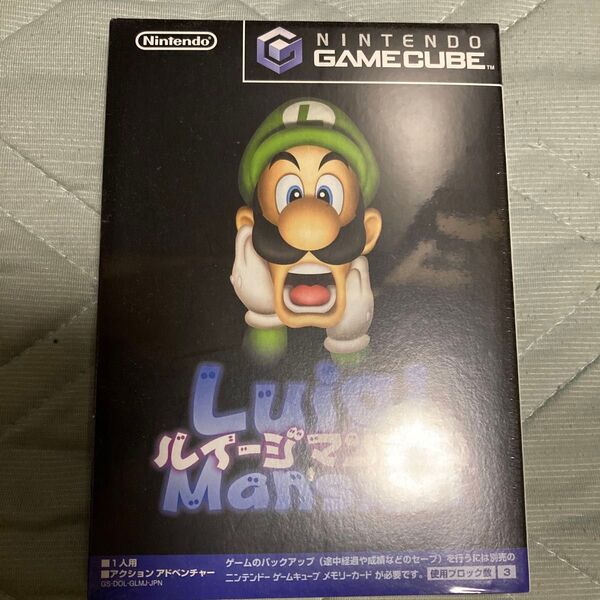 Nintendo
NINTENDO
GAMECUBE™
L
Luigi
ルイージマン
Mansion
■1人用
■アクション アドベンチャー
GS-DOL-GLMJ-JPN
ゲームのバックアップ(途中経過や成績などのセーブ)を行うには別売の
ニンテンドー ゲームキューブ メモリーカード が必要です。 使用ブロック数 3